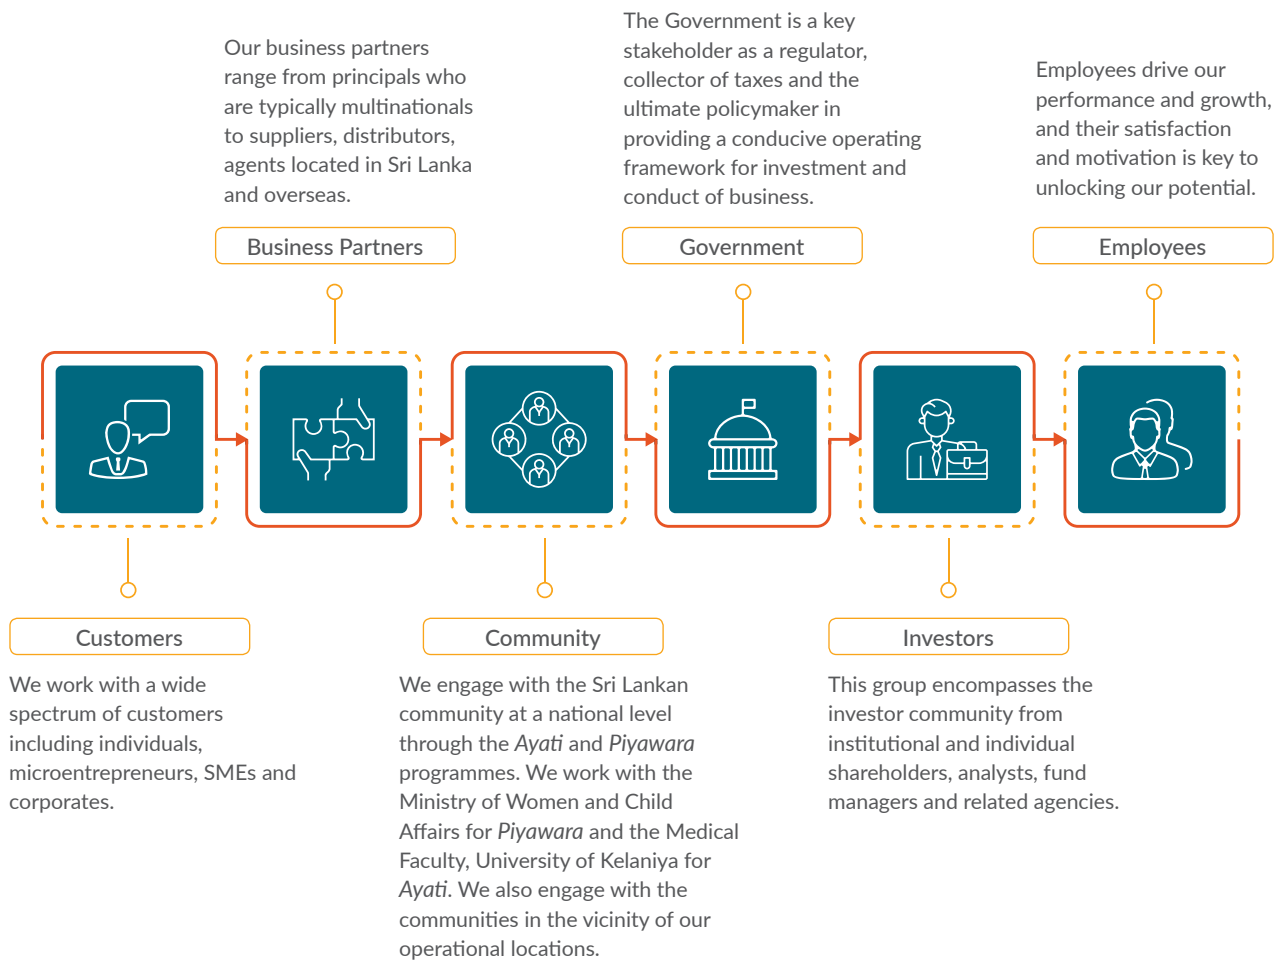 Our business partners
range from principals who
are typically multinationals
to suppliers, distributors,
agents located in Sri Lanka
and overseas.
Business Partners
The Government is a key
stakeholder as a regulator,
collector of taxes and the
ultimate policymaker in
providing a conducive operating
framework for investment and
conduct of business.
Government
Employees drive our
performance and growth,
and their satisfaction
and motivation is key to
unlocking our potential.
Employees
Customers
We work with a wide
spectrum of customers
including individuals,
microentrepreneurs, SMEs and
corporates.
Community
We engage with the Sri Lankan
community at a national level
through the Ayati and Piyawara
programmes. We work with the
Ministry of Women and Child
Affairs for Piyawara and the Medical
Faculty, University of Kelaniya for
Ayati. We also engage with the
communities in the vicinity of our
operational locations.
Investors
This group encompasses the
investor community from
institutional and individual
shareholders, analysts, fund
managers and related agencies.